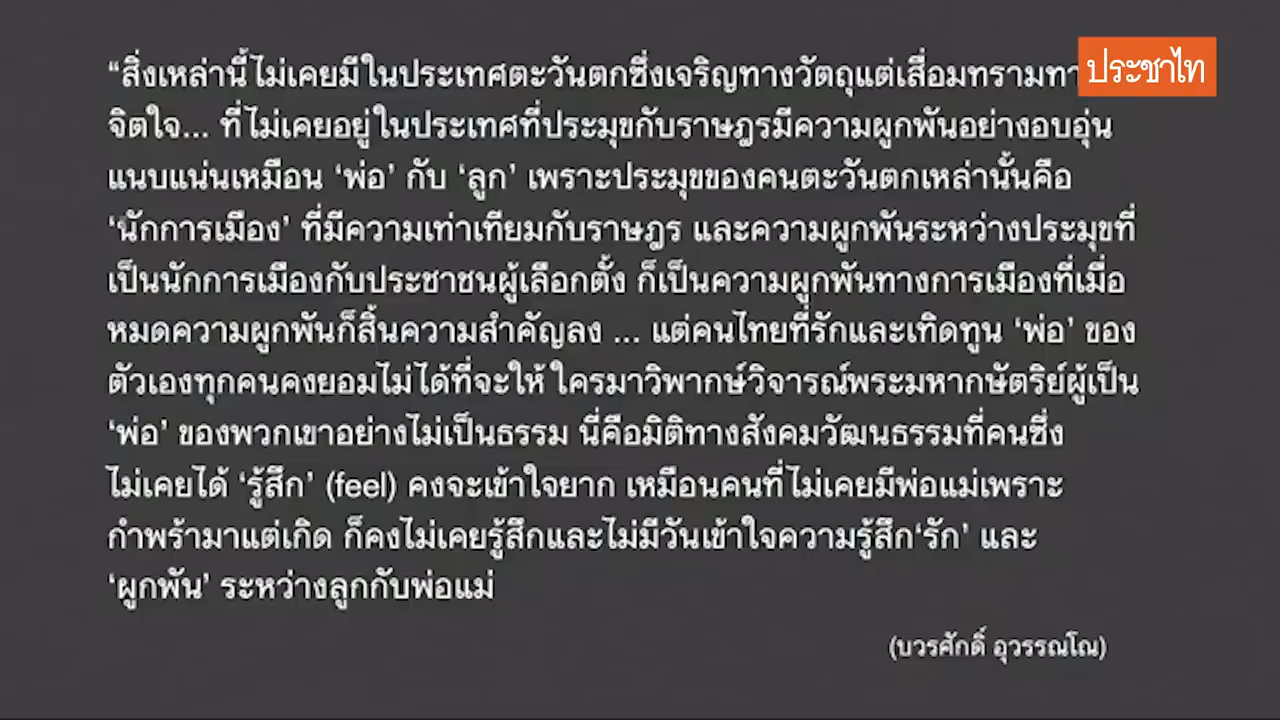 “สิ่งเหล่านี้ไม่เคยมีในประเทศตะวันตกซึ่งเจริญทางวัตถุแต่เสื่อมทรามทา
ประชาไท
จิตใจ... ที่ไม่เคยอยู่ในประเทศที่ประมุขกับราษฎรมีความผูกพันอย่างอบอุ่น
แนบแน่นเหมือน ‘พ่อ’ กับ ‘ลูก’ เพราะประมุขของคนตะวันตกเหล่านั้นคือ
‘นักการเมือง’ ที่มีความเท่าเทียมกับราษฎร และความผูกพันระหว่างประมุขที่
เป็นนักการเมืองกับประชาชนผู้เลือกตั้ง ก็เป็นความผูกพันทางการเมืองที่เมื่อ
หมดความผูกพันก็สิ้นความสำคัญลง ... แต่คนไทยที่รักและเทิดทูน ‘พ่อ’ ของ
ตัวเองทุกคนคงยอมไม่ได้ที่จะให้ ใครมาวิพากษ์วิจารณ์พระมหากษัตริย์ผู้เป็น
‘พ่อ’ ของพวกเขาอย่างไม่เป็นธรรม นี่คือมิติทางสังคมวัฒนธรรมที่คนซึ่ง
ไม่เคยได้ ‘รู้สึก’ (feel) คงจะเข้าใจยาก เหมือนคนที่ไม่เคยมีพ่อแม่เพราะ
กำพร้ามาแต่เกิด ก็คงไม่เคยรู้สึกและไม่มีวันเข้าใจความรู้สึก‘รัก’ และ
‘ผูกพัน’ ระหว่างลูกกับพ่อแม่
(บวรศักดิ์ อุวรรณโณ)